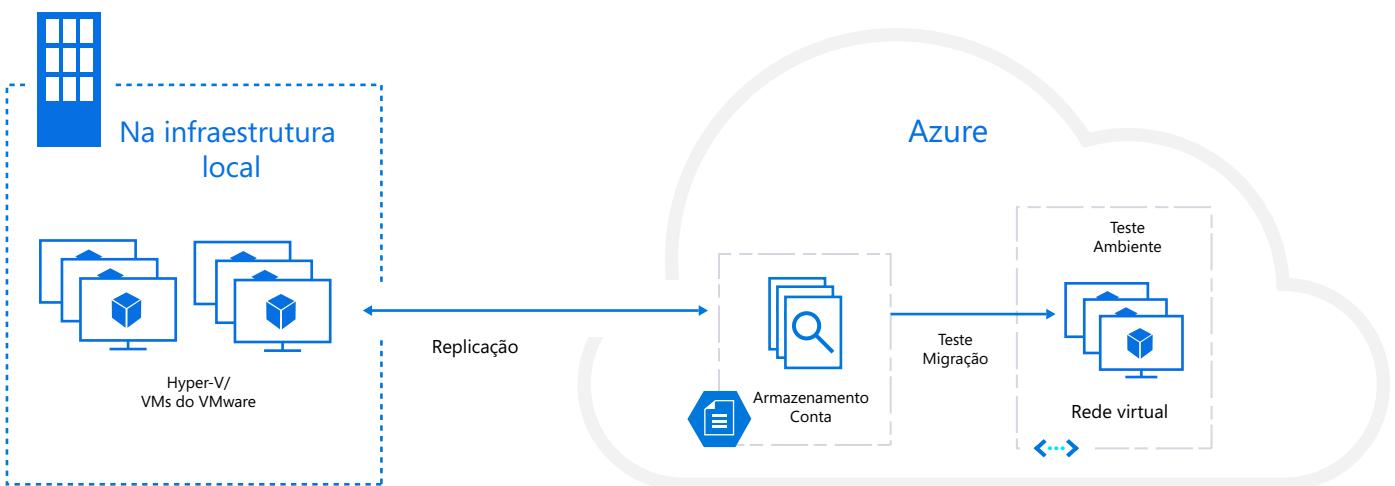 Na infraestrutura
local
Azure
Teste
Ambiente
Replicação
Teste
Migração
Hyper-V/
VMs do VMware
Armazenamento
Conta
Rede virtual